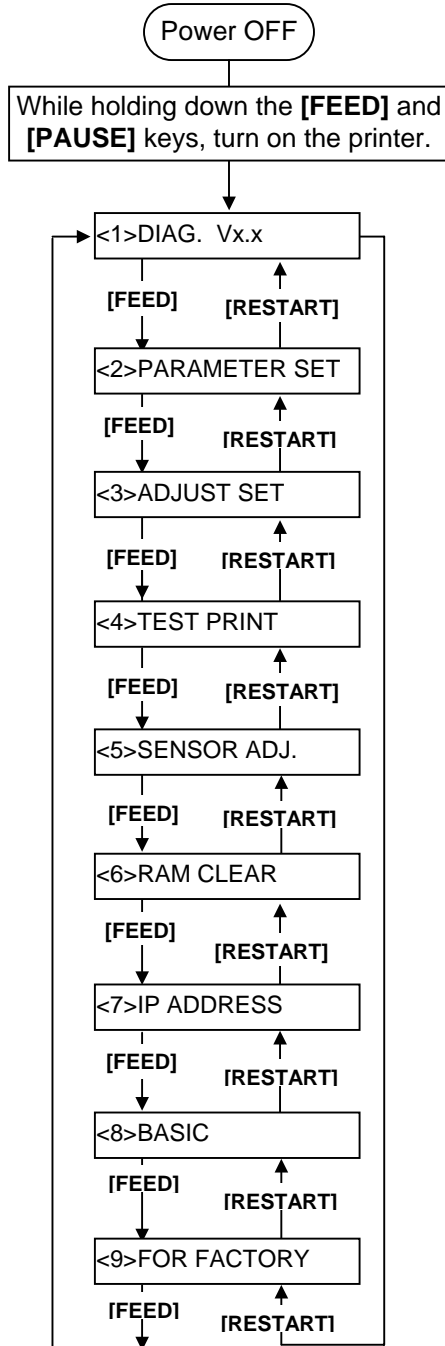 Power OFF
While holding down the [FEED] and
[PAUSE] keys, turn on the printer.
<1>DIAG. Vx.x
[FEED] [RESTART]
<2>PARAMETER SET
[FEED] [RESTART]
<3>ADJUST SET
[FEED] [RESTART]
<4>TEST PRINT
[FEED] [RESTART]
<5>SENSOR ADJ.
[FEED] [RESTART]
<6>RAM CLEAR
[FEED] [RESTART]
<7>IP ADDRESS
[FEED] [RESTART]
<8>BASIC
[FEED] [RESTART]
<9>FOR FACTORY
[FEED] [RESTART]